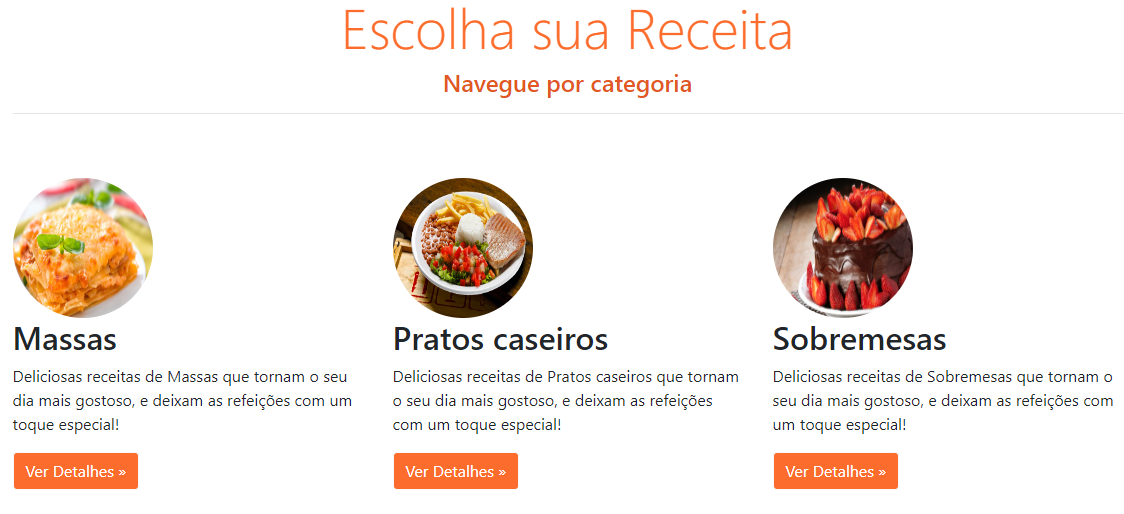 Escolha sua Receita
Navegue por categoria
Massas
Deliciosas receitas de Massas que tornam o seu
dia mais gostoso, e deixam as refeições com um
toque especial!
Ver Detalhes »
Pratos caseiros
Deliciosas receitas de Pratos caseiros que tornam
o seu dia mais gostoso, e deixam as refeições
com um toque especial!
Ver Detalhes »
Sobremesas
Deliciosas receitas de Sobremesas que tornam o
seu dia mais gostoso, e deixam as refeições com
um toque especial!
Ver Detalhes »